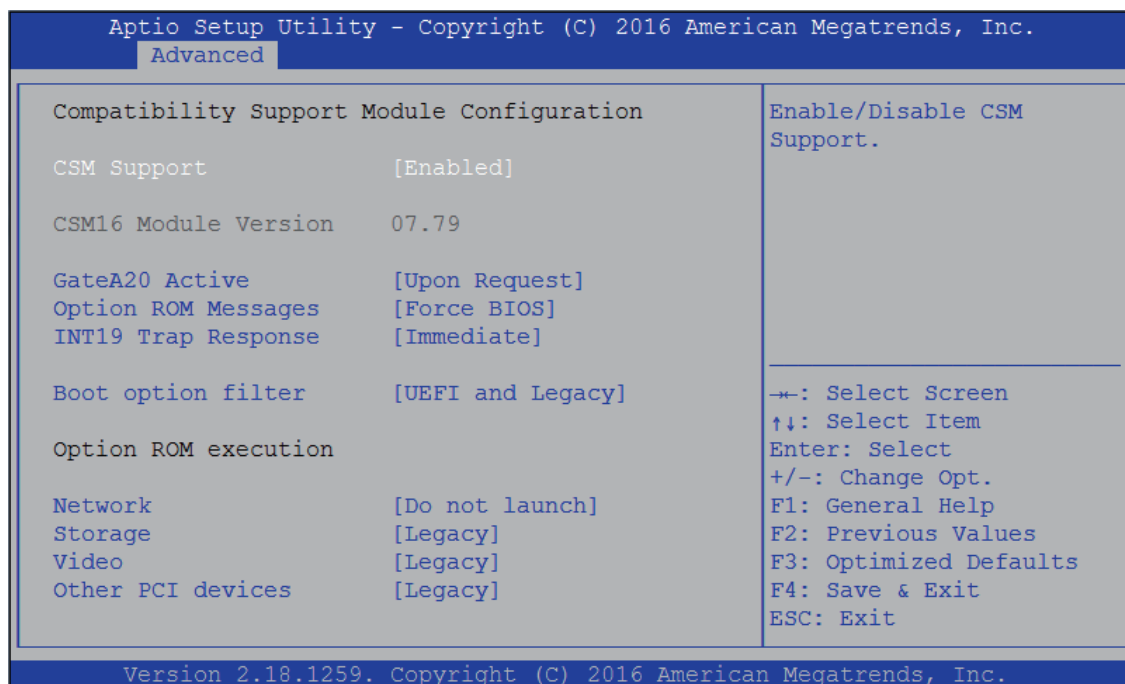 Aptio Setup Utility - Copyright (C) 2016 American Megatrends, Inc.
Advanced
Compatibility Support Module Configuration
CSM Support [Enabled]
CSM16 Module Version 07.79
GateA20 Active [Upon Request]
Option ROM Messages [Force BIOS]
INT19 Trap Response [Immediate]
Boot option filter [UEFI and Legacy]
Option ROM execution
Network [Do not launch]
Storage [Legacy]
Video [Legacy]
Other PCI devices [Legacy]
Enable/Disable CSM
Support.
→←: Select Screen
↑↓: Select Item
Enter: Select
+/-: Change Opt.
F1: General Help
F2: Previous Values
F3: Optimized Defaults
F4: Save & Exit
ESC: Exit
Version 2.18.1259. Copyright (C) 2016 American Megatrends, Inc.